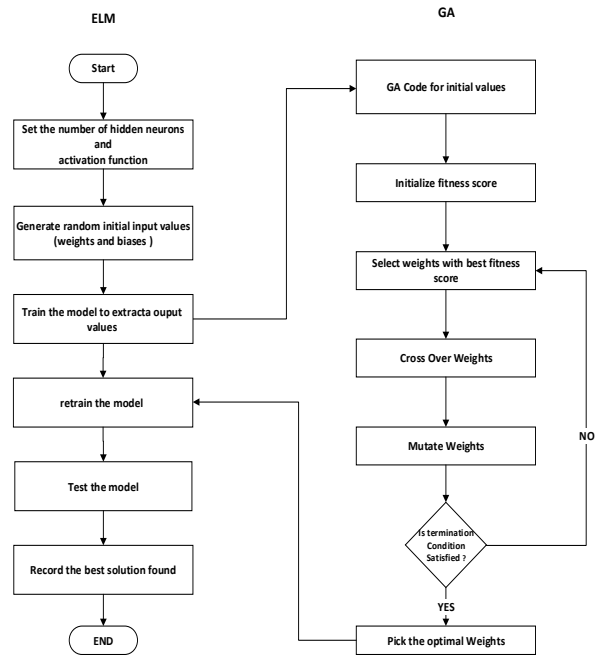 ELM
Start
Set the number of hidden neurons
and
activation function
Generate random initial input values
(weights and biases )
Train the model to extracta ouput
values
retrain the model
Test the model
Record the best solution found
END
GA
GA Code for initial values
Initialize fitness score
Select weights with best fitness
score
Cross Over Weights
Mutate Weights
Is termination
Condition
Satisfied ?
NO
YES
Pick the optimal Weights